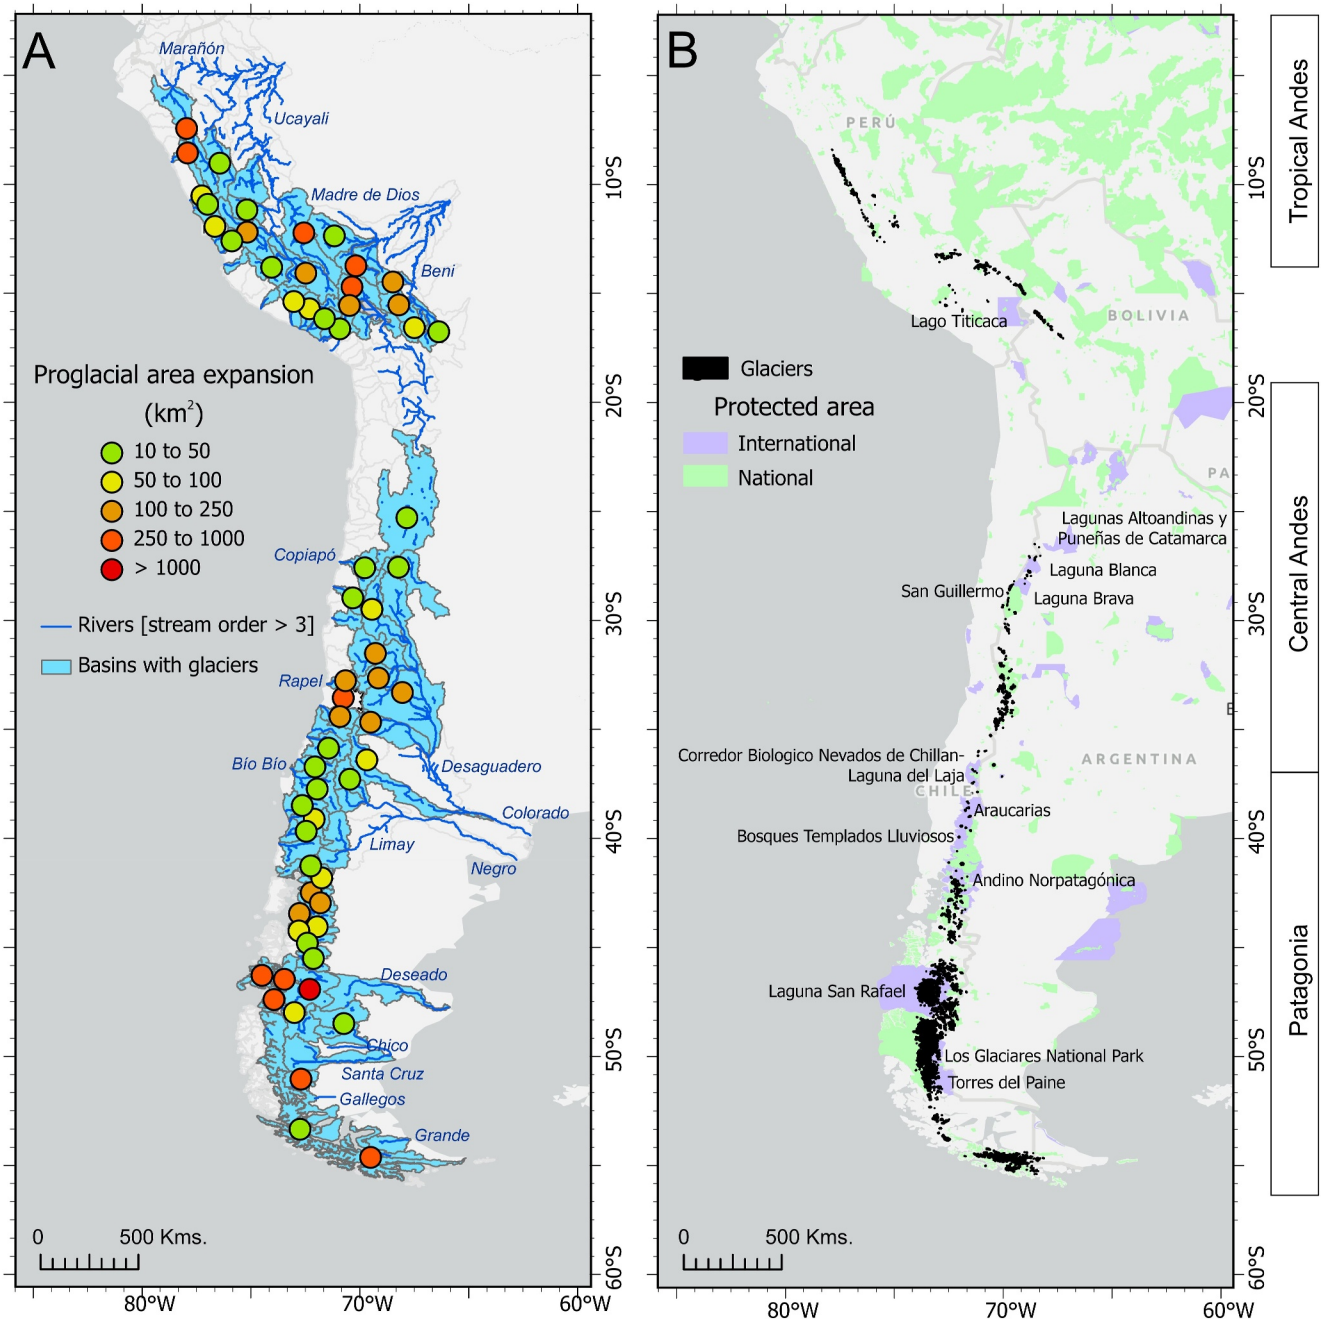 A
Marañón
Ucayali
Madre de Dios
Beni
Proglacial area expansion
(km²)
10 to 50
50 to 100
100 to 250
250 to 1000
> 1000
Rivers [stream order > 3]
Basins with glaciers
Copiapó
Rapel
Bío Bío
Desaguadero
Colorado
Limay
Negro
Deseado
Chico
Santa Cruz
Gallegos
Grande
0
500 Kms.
80°W
70°W
60°W
10°S
20°S
30°S
40°S
50°S
60°S
B
PERÚ
BOLIVIA
Lago Titicaca
Glaciers
Protected area
International
National
PA
Lagunas Altoandinas y
Puneñas de Catamarca
Laguna Blanca
San Guillermo
Laguna Brava
E
Corredor Biologico Nevados de Chillan-
Laguna del Laja
ARGENTINA
CHILE
Araucarias
Bosques Templados Lluviosos
Andino Norpatagónica
Laguna San Rafael
Los Glaciares National Park
Torres del Paine
0
500 Kms.
80°W
70°W
60°W
10°S
20°S
30°S
40°S
50°S
60°S
Tropical Andes
Central Andes
Patagonia